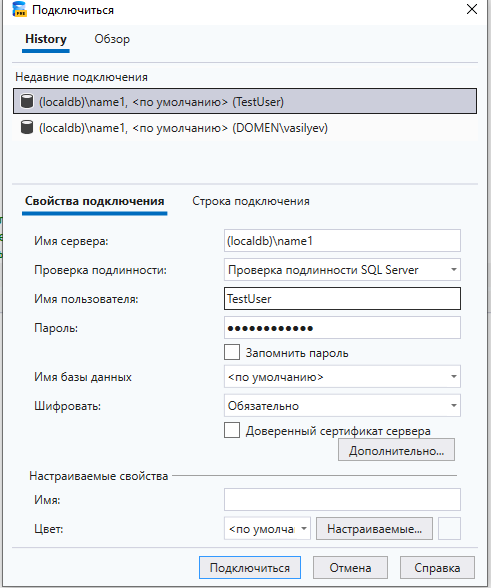 Подключиться
PRE
History Обзор
Недавние подключения
(localdb)\name1, <по умолчанию> (TestUser)
(localdb)\name1, <по умолчанию> (DOMEN\vasilyev)
Свойства подключения Строка подключения
Имя сервера: (localdb)\name1
Проверка подлинности: Проверка подлинности SQL Server
Имя пользователя: TestUser
Пароль: ●●●●●●●●●●●●
Запомнить пароль
Имя базы данных <по умолчанию>
Шифровать: Обязательно
Доверенный сертификат сервера
Дополнительно...
Настраиваемые свойства
Имя:
Цвет: <по умолча Настраиваемые...
Подключиться Отмена Справка